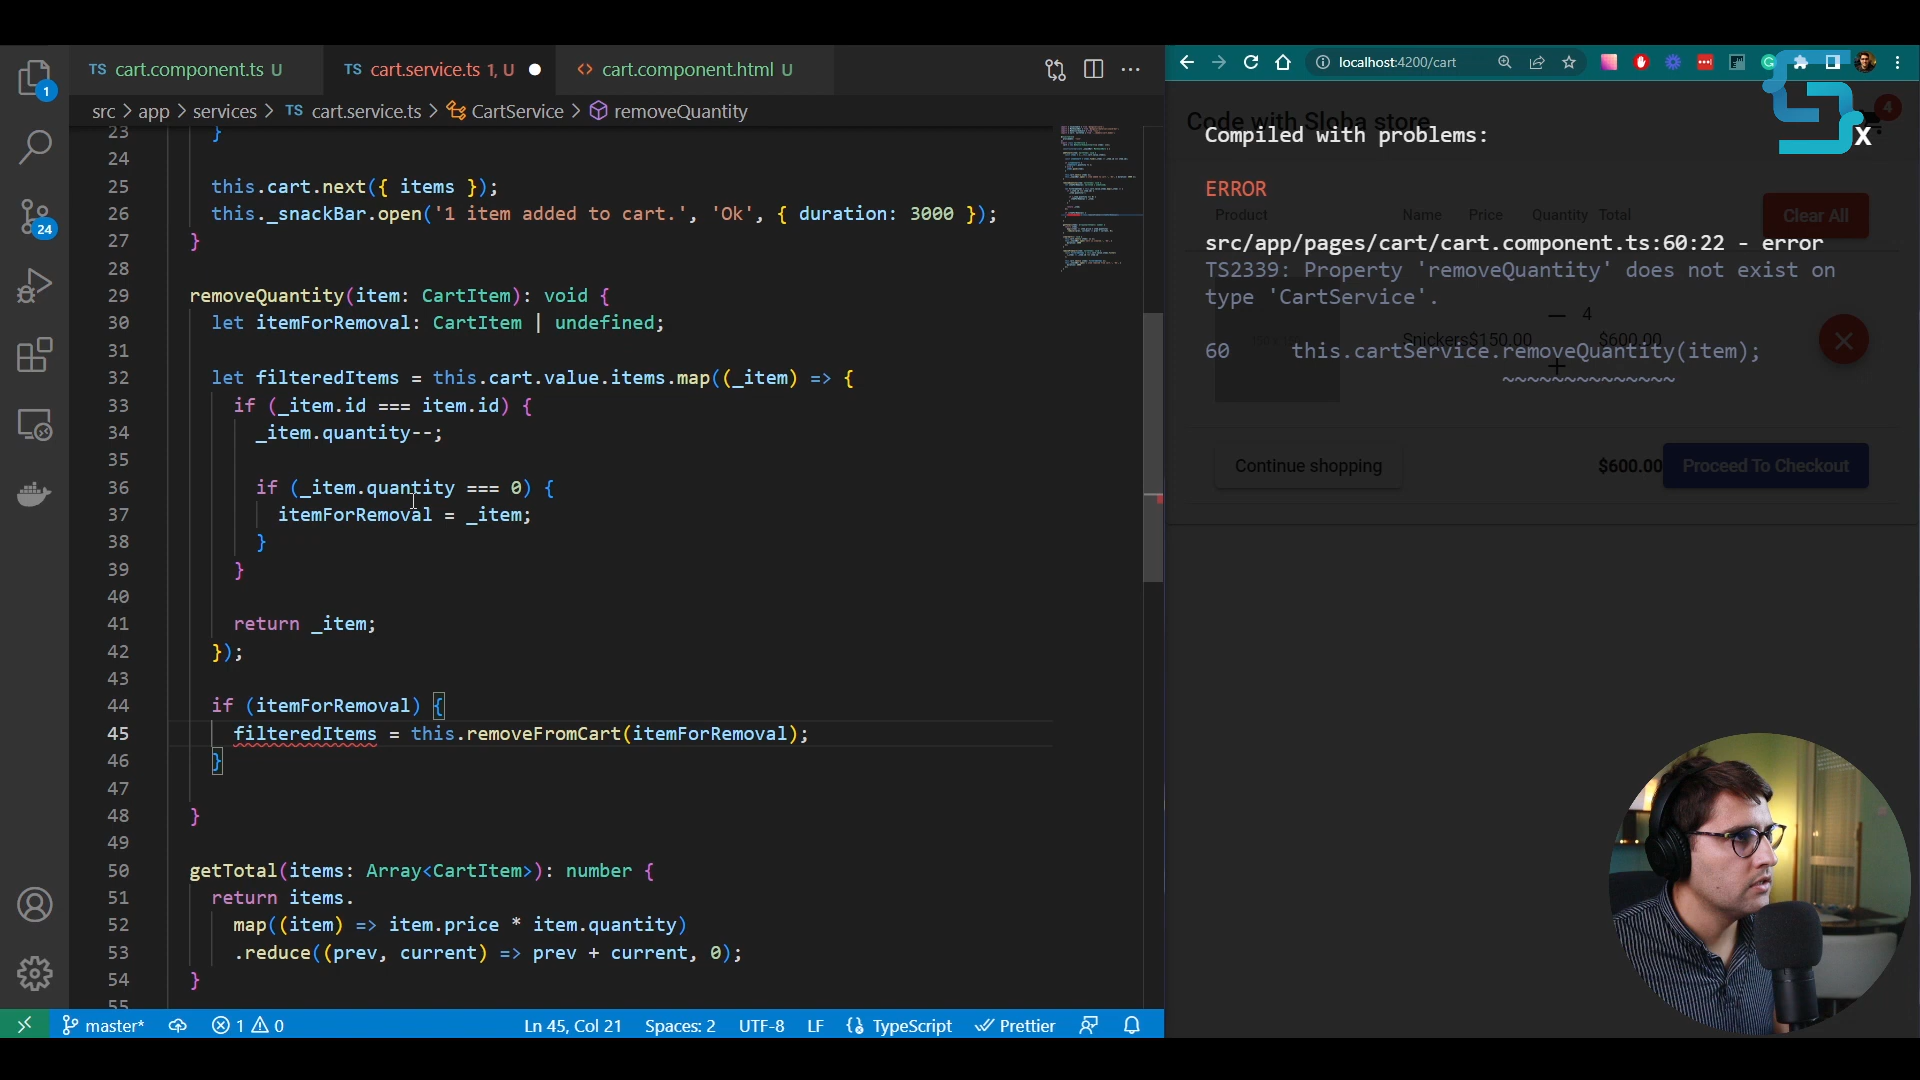 TS cart.component.ts U
TS cart.service.ts 1, U
<> cart.component.html U
src > app > services > TS cart.service.ts > CartService > removeQuantity
23 }
24
25 this.cart.next({ items });
26 this._snackBar.open('1 item added to cart.', 'Ok', { duration: 3000 });
27 }
28
29 removeQuantity(item: CartItem): void {
30 let itemForRemoval: CartItem | undefined;
31
32 let filteredItems = this.cart.value.items.map((_item) => {
33 if (_item.id === item.id) {
34 _item.quantity--;
35
36 if (_item.quantity === 0) {
37 itemForRemoval = _item;
38 }
39 }
40
41 return _item;
42 });
43
44 if (itemForRemoval) {
45 filteredItems = this.removeFromCart(itemForRemoval);
46 }
47
48 }
49
50 getTotal(items: Array<CartItem>): number {
51 return items.
52 map((item) => item.price * item.quantity)
53 .reduce((prev, current) => prev + current, 0);
54 }
55
1
24
master*
1 0
Ln 45, Col 21
Spaces: 2
UTF-8
LF
{} TypeScript
Prettier
localhost:4200/cart
Code with Sloba store
4
Compiled with problems:
X
ERROR
Product Name Price Quantity Total
Clear All
src/app/pages/cart/cart.component.ts:60:22 - error
TS2339: Property 'removeQuantity' does not exist on
type 'CartService'.
4
Snickers $150.00 $600.00
60 this.cartService.removeQuantity(item);
~~~~~~~~~~~~~~
Continue shopping
$600.00
Proceed To Checkout